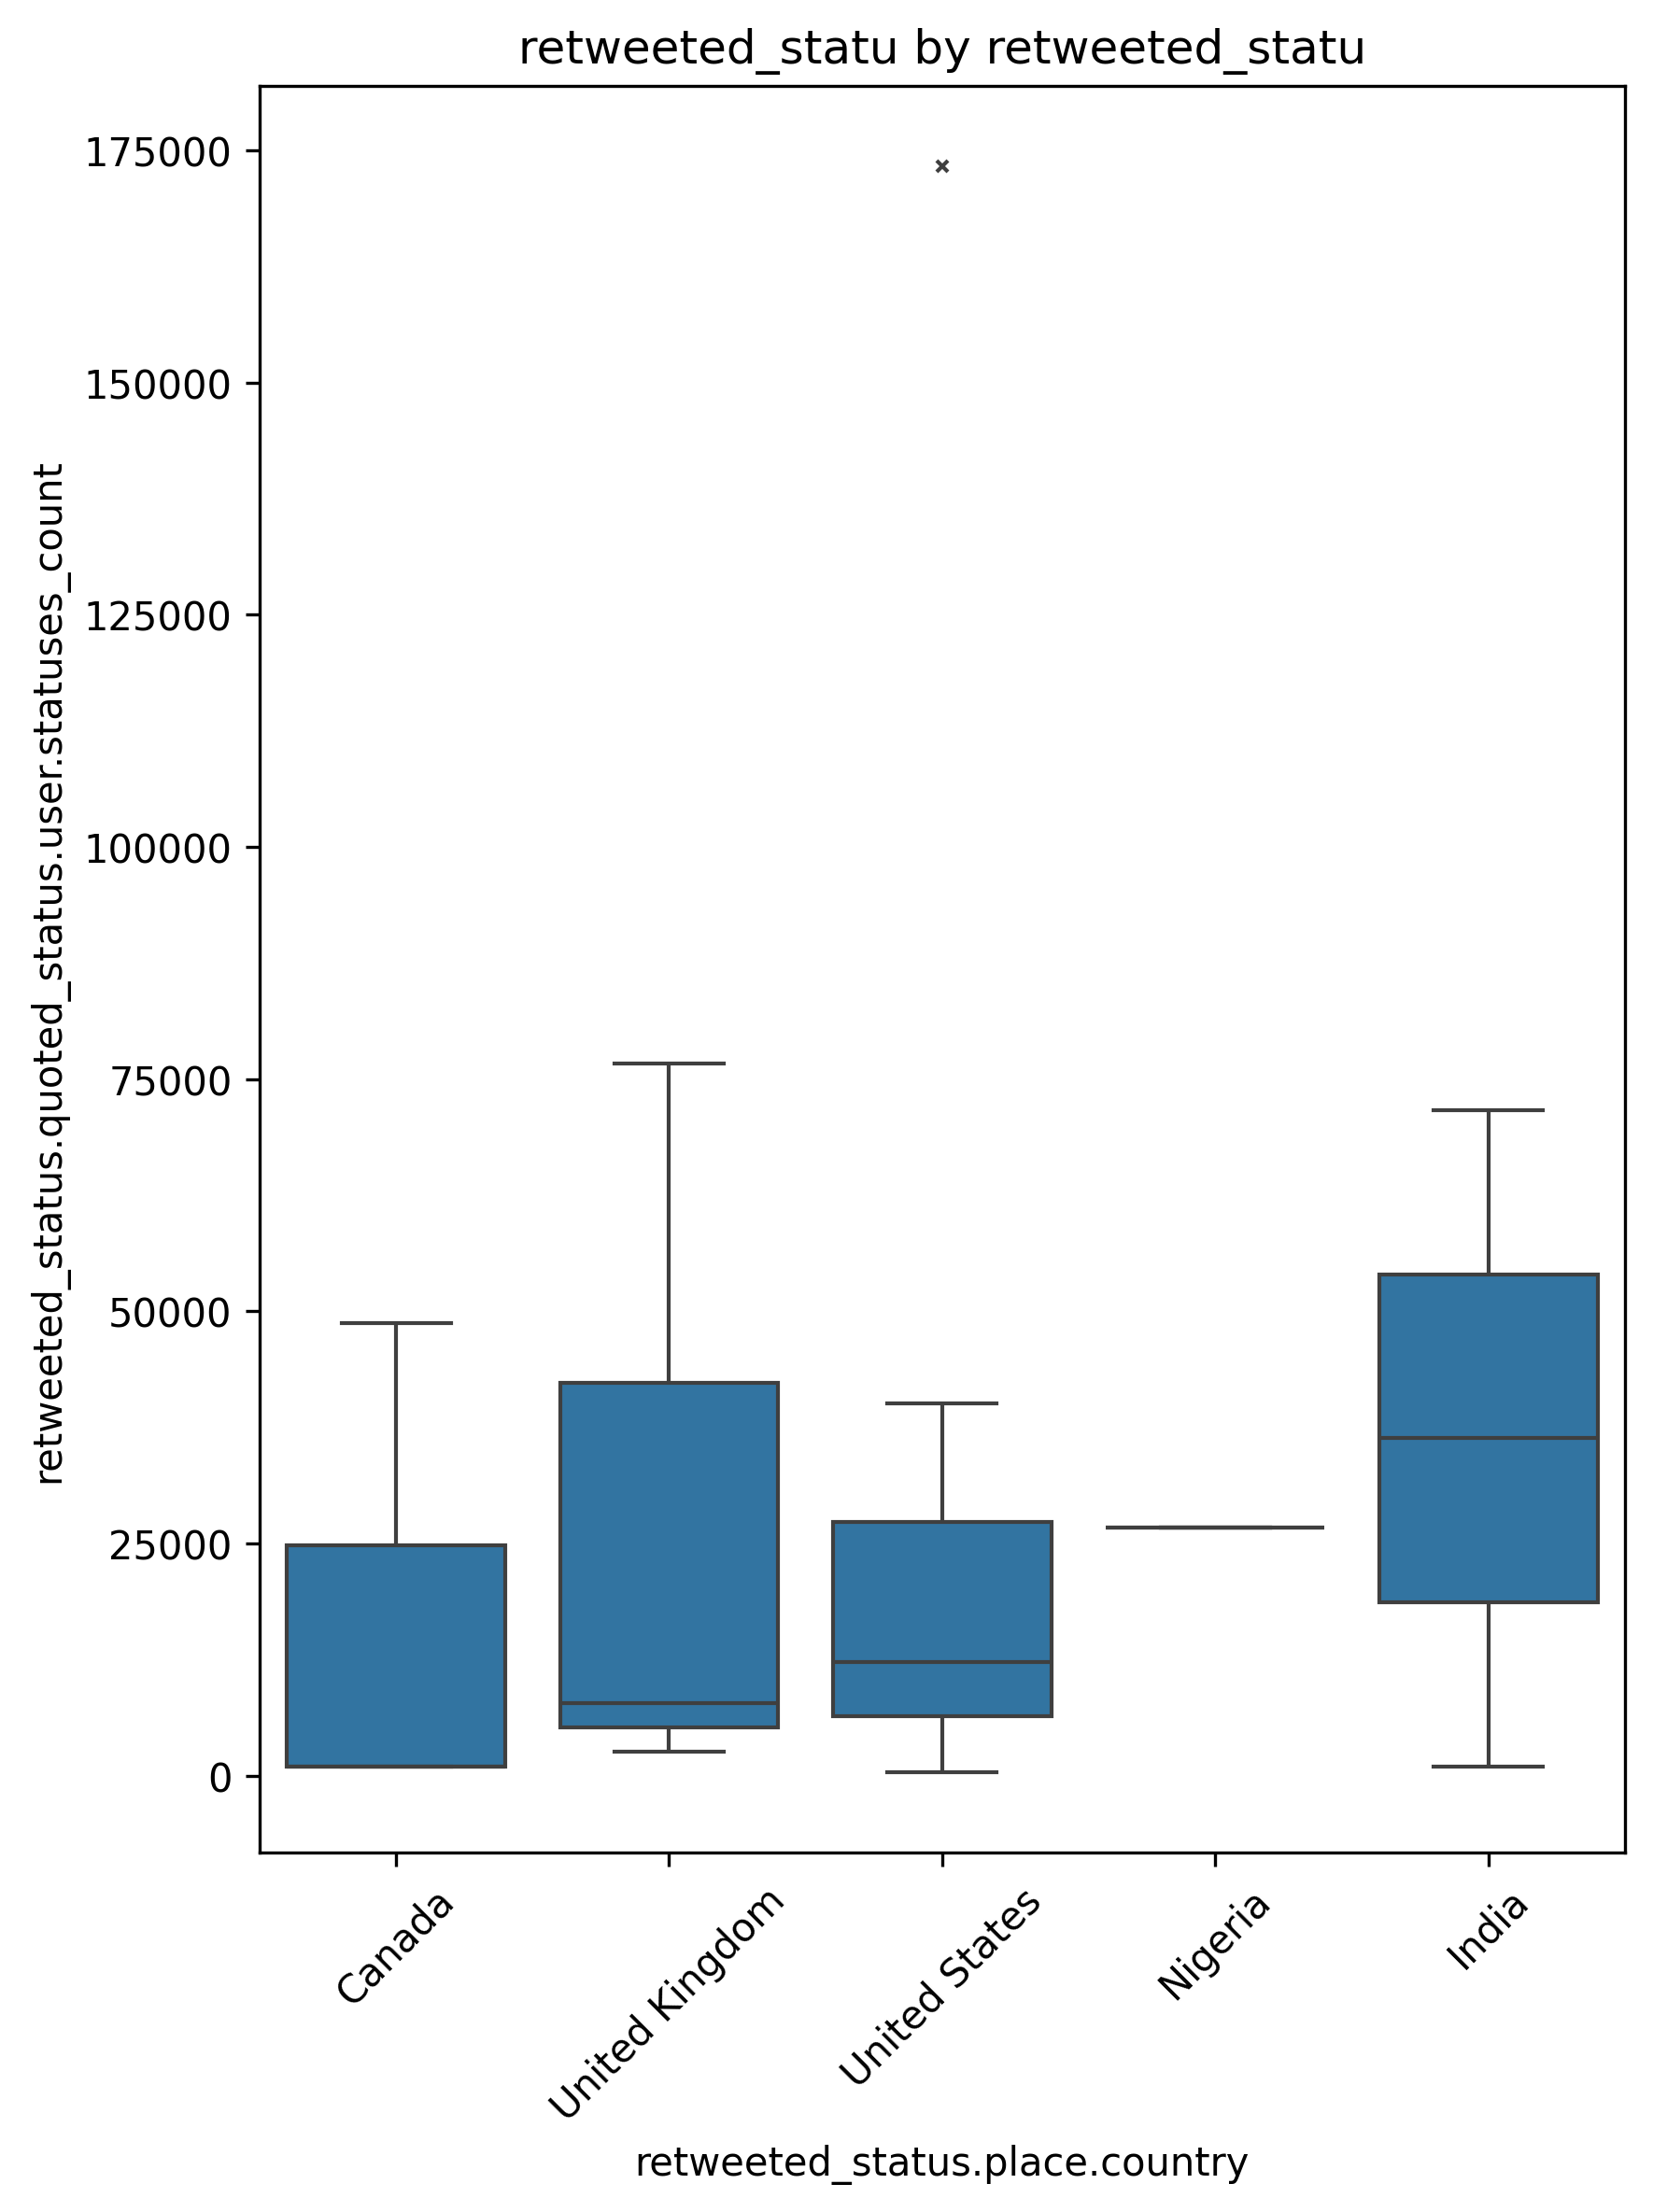 retweeted_statu by retweeted_statu
retweeted_status.quoted_status.user.statuses_count
175000
150000
125000
100000
75000
50000
25000
0
Canada
United Kingdom
United States
Nigeria
India
retweeted_status.place.country